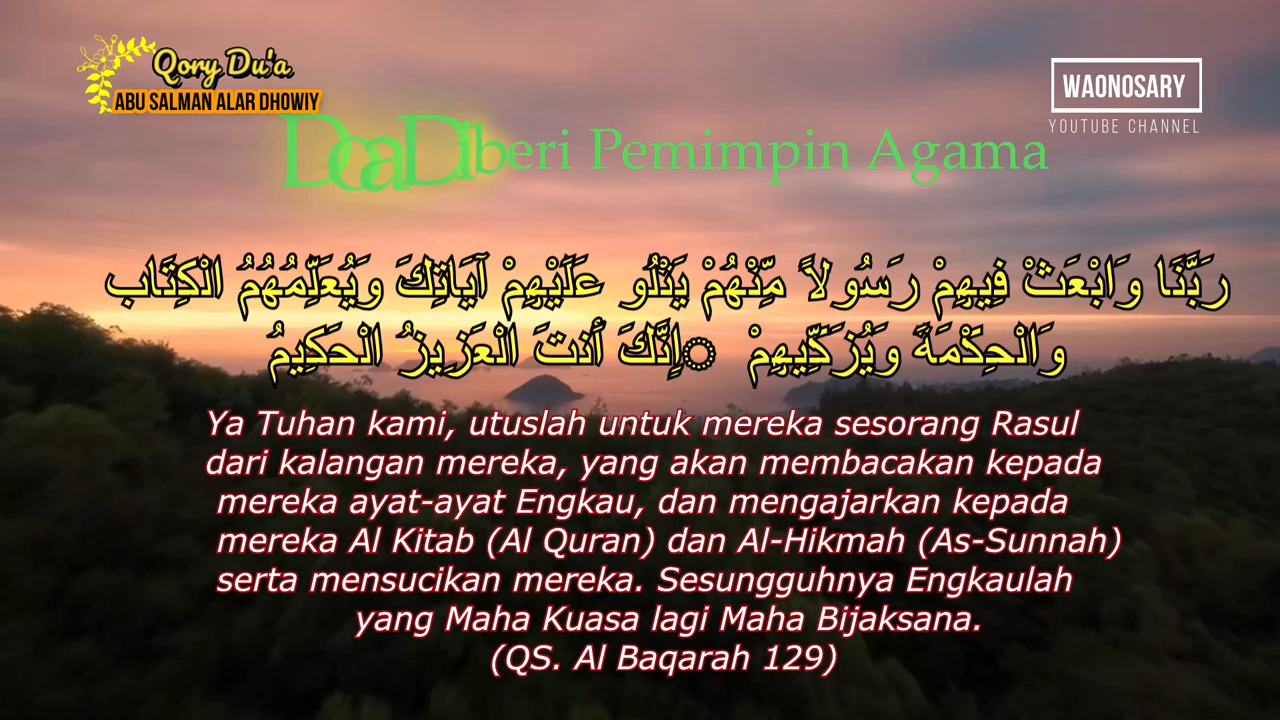 Qory Du'a
ABU SALMAN ALAR DHOWIY
WAONOSARY
YOUTUBE CHANNEL
Doa Diberi Pemimpin Agama
رَبَّنَا وَابْعَثْ فِيهِمْ رَسُولاً مِّنْهُمْ يَتْلُو عَلَيْهِمْ آيَاتِكَ وَيُعَلِّمُهُمُ الْكِتَاب
وَالْحِكْمَةَ وَيُزَكِّيهِمْ ۚ إِنَّكَ أَنتَ الْعَزِيزُ الْحَكِيمُ
Ya Tuhan kami, utuslah untuk mereka sesorang Rasul
dari kalangan mereka, yang akan membacakan kepada
mereka ayat-ayat Engkau, dan mengajarkan kepada
mereka Al Kitab (Al Quran) dan Al-Hikmah (As-Sunnah)
serta mensucikan mereka. Sesungguhnya Engkaulah
yang Maha Kuasa lagi Maha Bijaksana.
(QS. Al Baqarah 129)